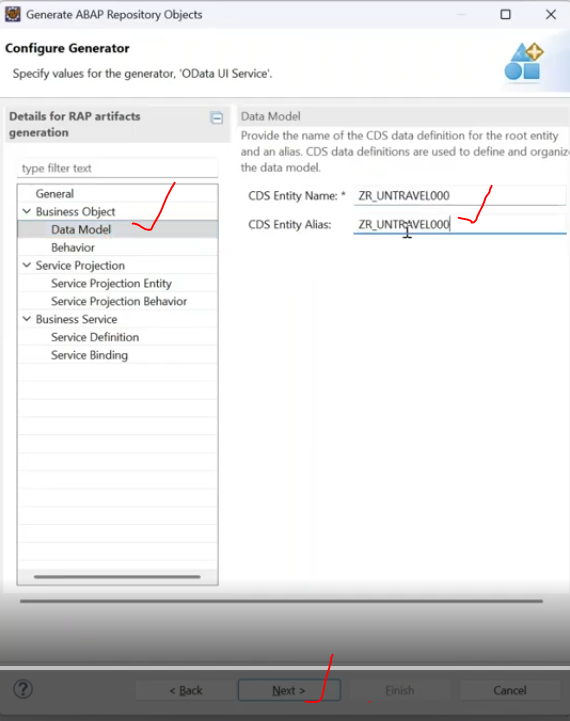 Generate ABAP Repository Objects
Configure Generator
Specify values for the generator, 'OData UI Service'.
Details for RAP artifacts
generation
type filter text
General
Business Object
Data Model
Behavior
Service Projection
Service Projection Entity
Service Projection Behavior
Business Service
Service Definition
Service Binding
Data Model
Provide the name of the CDS data definition for the root entity
and an alias. CDS data definitions are used to define and organize
the data model.
CDS Entity Name: * ZR_UNTRAVEL000
CDS Entity Alias: ZR_UNTRAVEL000
? < Back Next > Finish Cancel